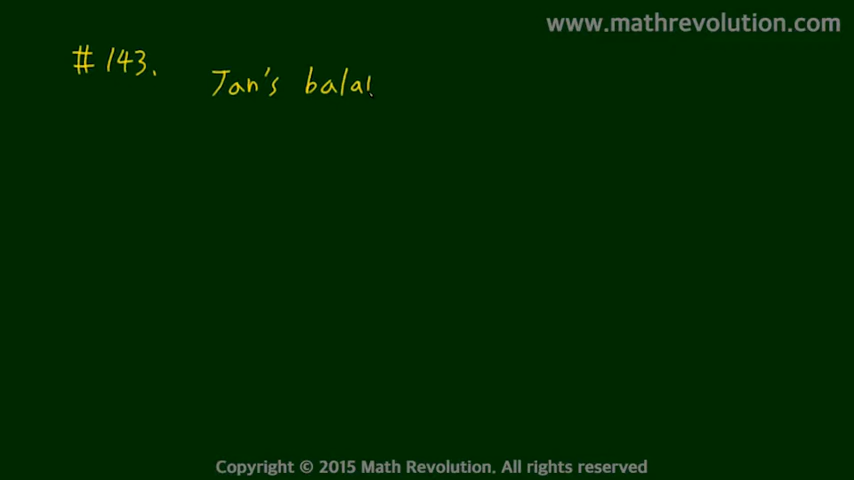 www.mathrevolution.com
#143.
Jan's bala
Copyright © 2015 Math Revolution. All rights reserved